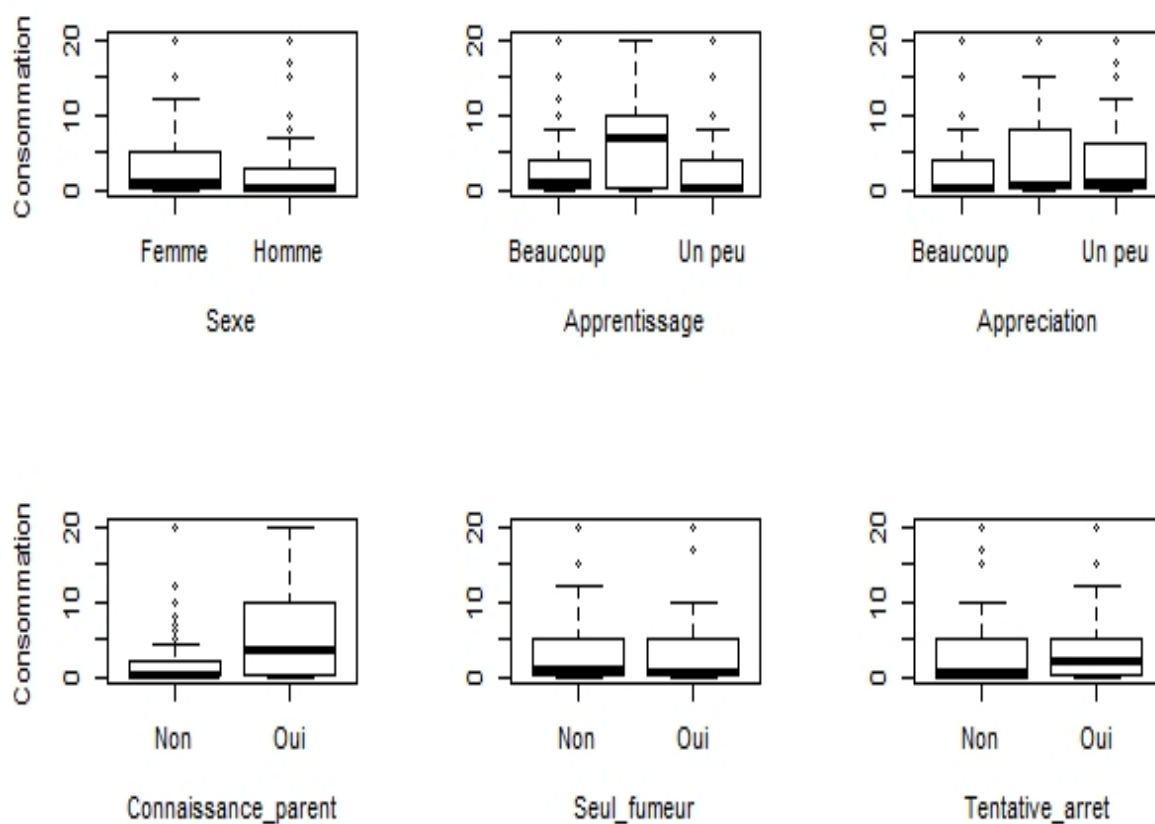 Consommation
20
10
0
Femme Homme
Sexe
20
10
0
Beaucoup Un peu
Apprentissage
20
10
0
Beaucoup Un peu
Appreciation
Consommation
20
10
0
Non Oui
Connaissance_parent
20
10
0
Non Oui
Seul_fumeur
20
10
0
Non Oui
Tentative_arret